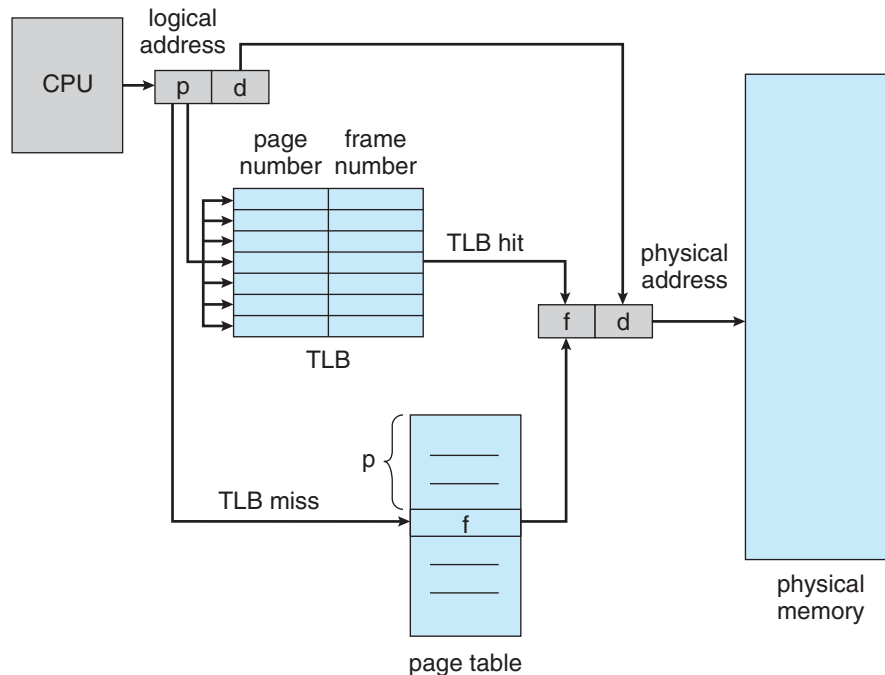 logical
address
CPU
p
d
page
number
frame
number
TLB hit
physical
address
f
d
TLB
p
TLB miss
f
page table
physical
memory